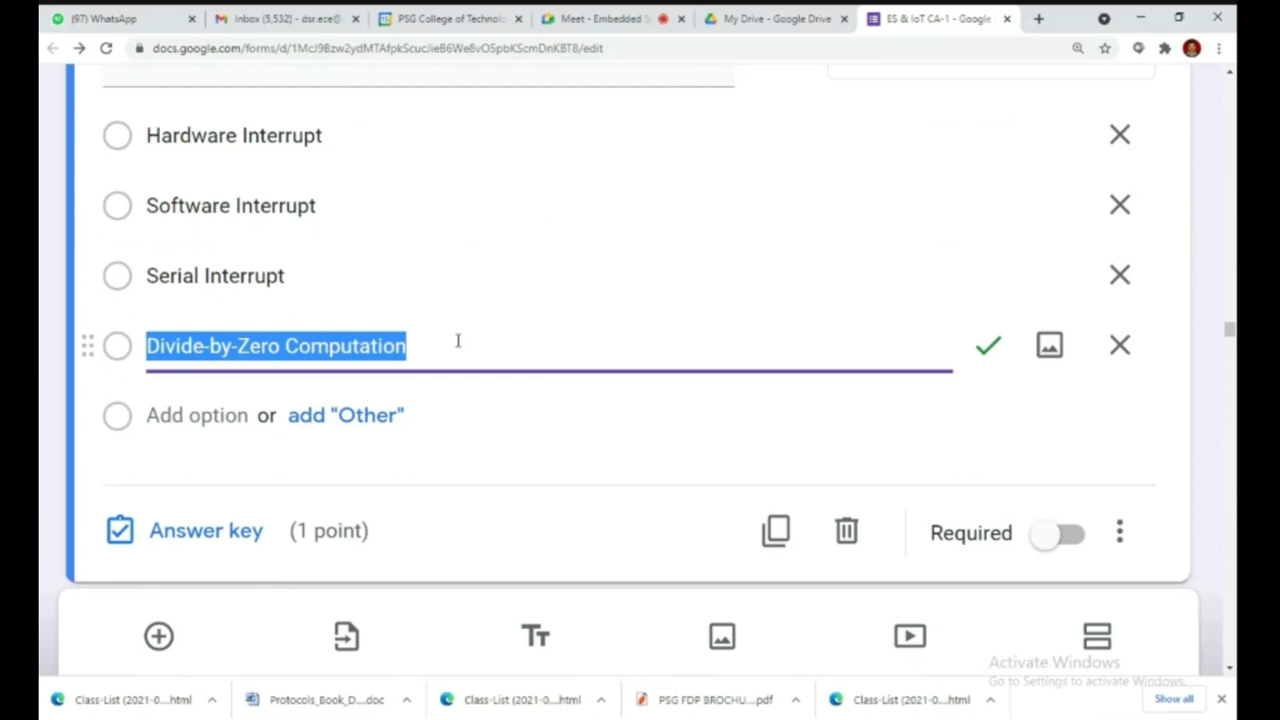 (97) WhatsApp
Inbox (5,532) - dsr.ece@
PSG College of Technolo
Meet - Embedded S
My Drive - Google Drive
ES & IoT CA-1 - Google
docs.google.com/forms/d/1McJ9Bzw2ydMTAfpkScucJieB6We8vOSpbKScmDnKBT8/edit
Hardware Interrupt
Software Interrupt
Serial Interrupt
Divide-by-Zero Computation
Add option or add "Other"
Answer key (1 point)
Required
Tт
Activate Windows
Go to Settings to activate Windows.
Class-List (2021-0....html
Protocols_Book_D....doc
Class-List (2021-0....html
PSG FDP BROCHU....pdf
Class-List (2021-0....html
Show all